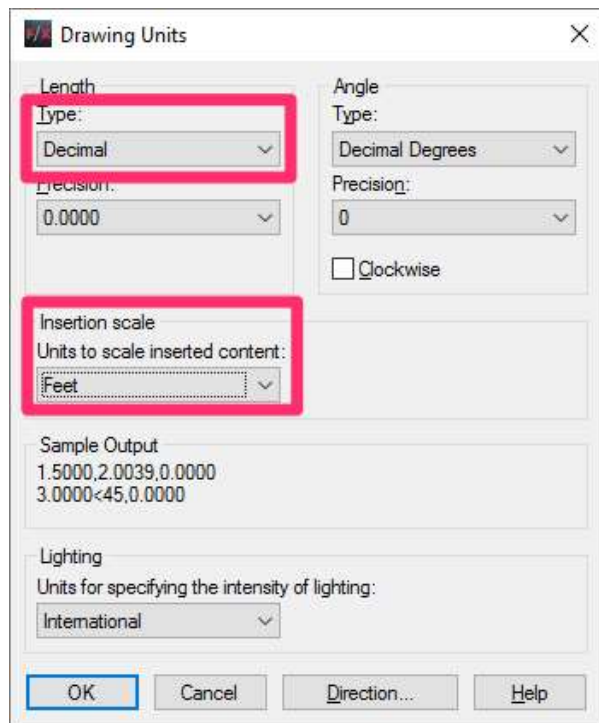 F/X Drawing Units
Length
Type:
Decimal
Precision:
0.0000
Angle
Type:
Decimal Degrees
Precision:
0
Clockwise
Insertion scale
Units to scale inserted content:
Feet
Sample Output
1.5000,2.0039,0.0000
3.0000<45,0.0000
Lighting
Units for specifying the intensity of lighting:
International
OK
Cancel
Direction...
Help